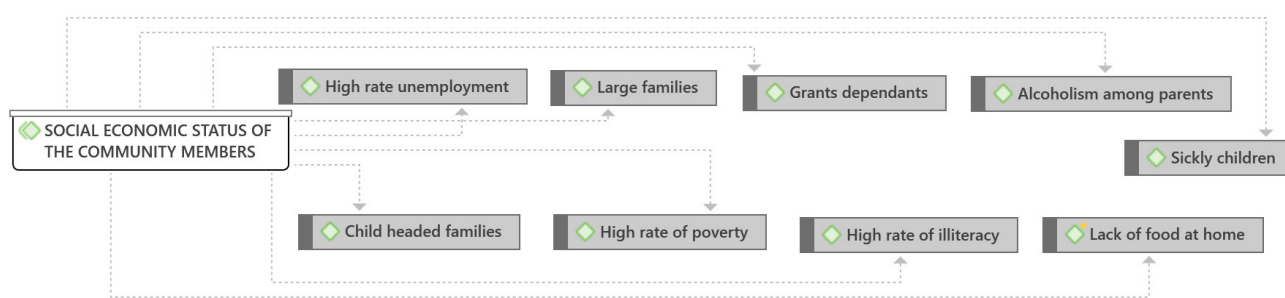 High rate unemployment
Large families
Grants dependants
Alcoholism among parents
SOCIAL ECONOMIC STATUS OF
THE COMMUNITY MEMBERS
Sickly children
Child headed families
High rate of poverty
High rate of illiteracy
Lack of food at home